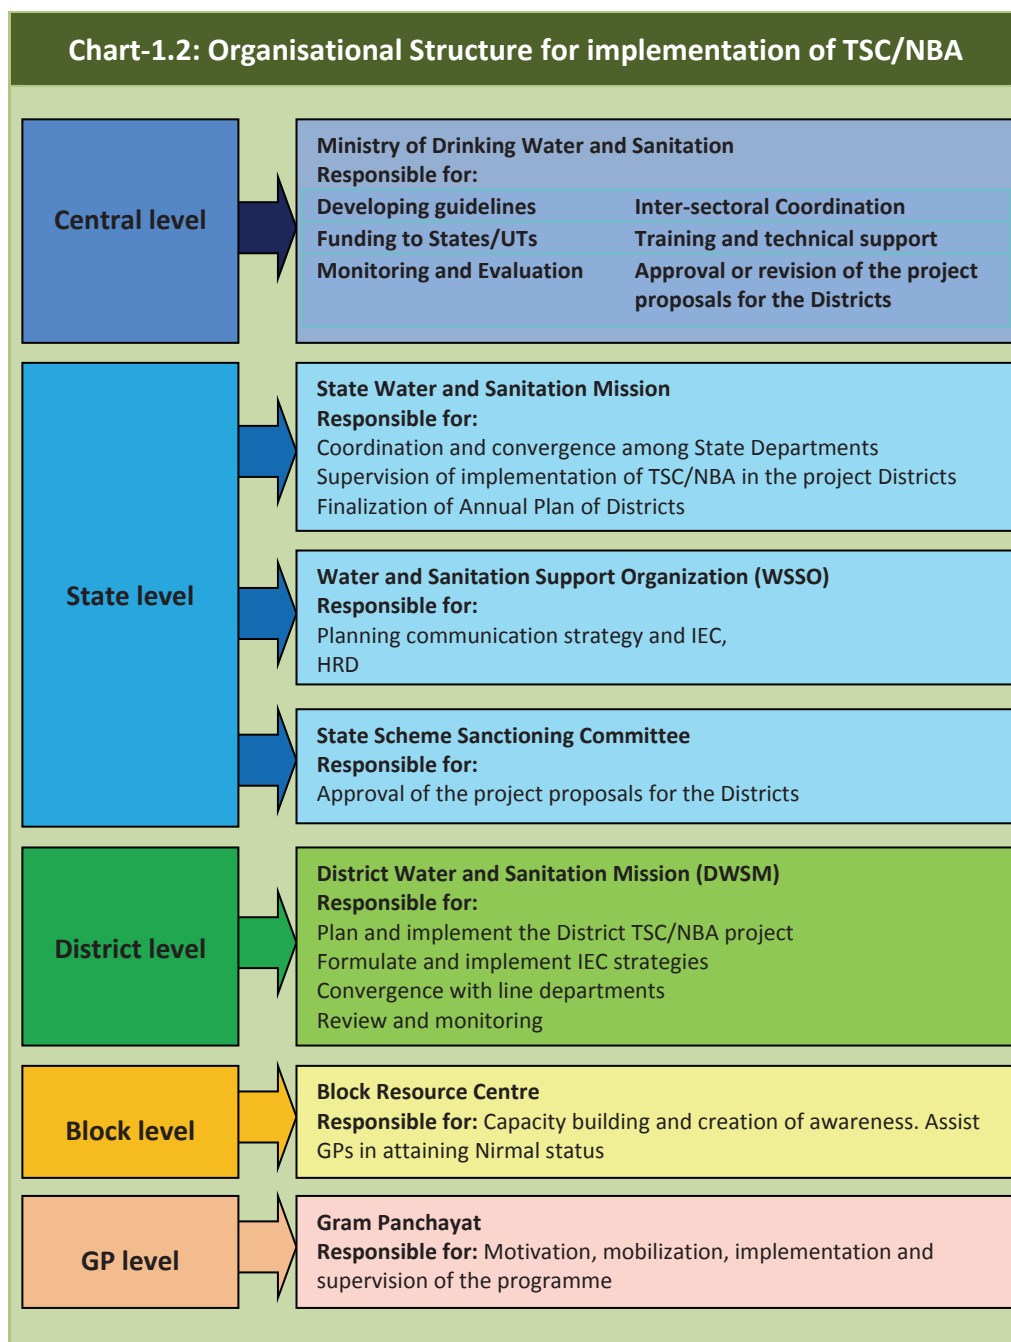 Chart-1.2: Organisational Structure for implementation of TSC/NBA
Central level
Ministry of Drinking Water and Sanitation
Responsible for:
Developing guidelines Inter-sectoral Coordination
Funding to States/UTs Training and technical support
Monitoring and Evaluation Approval or revision of the project
proposals for the Districts
State level
State Water and Sanitation Mission
Responsible for:
Coordination and convergence among State Departments
Supervision of implementation of TSC/NBA in the project Districts
Finalization of Annual Plan of Districts
Water and Sanitation Support Organization (WSSO)
Responsible for:
Planning communication strategy and IEC,
HRD
State Scheme Sanctioning Committee
Responsible for:
Approval of the project proposals for the Districts
District level
District Water and Sanitation Mission (DWSM)
Responsible for:
Plan and implement the District TSC/NBA project
Formulate and implement IEC strategies
Convergence with line departments
Review and monitoring
Block level
Block Resource Centre
Responsible for: Capacity building and creation of awareness. Assist
GPs in attaining Nirmal status
GP level
Gram Panchayat
Responsible for: Motivation, mobilization, implementation and
supervision of the programme